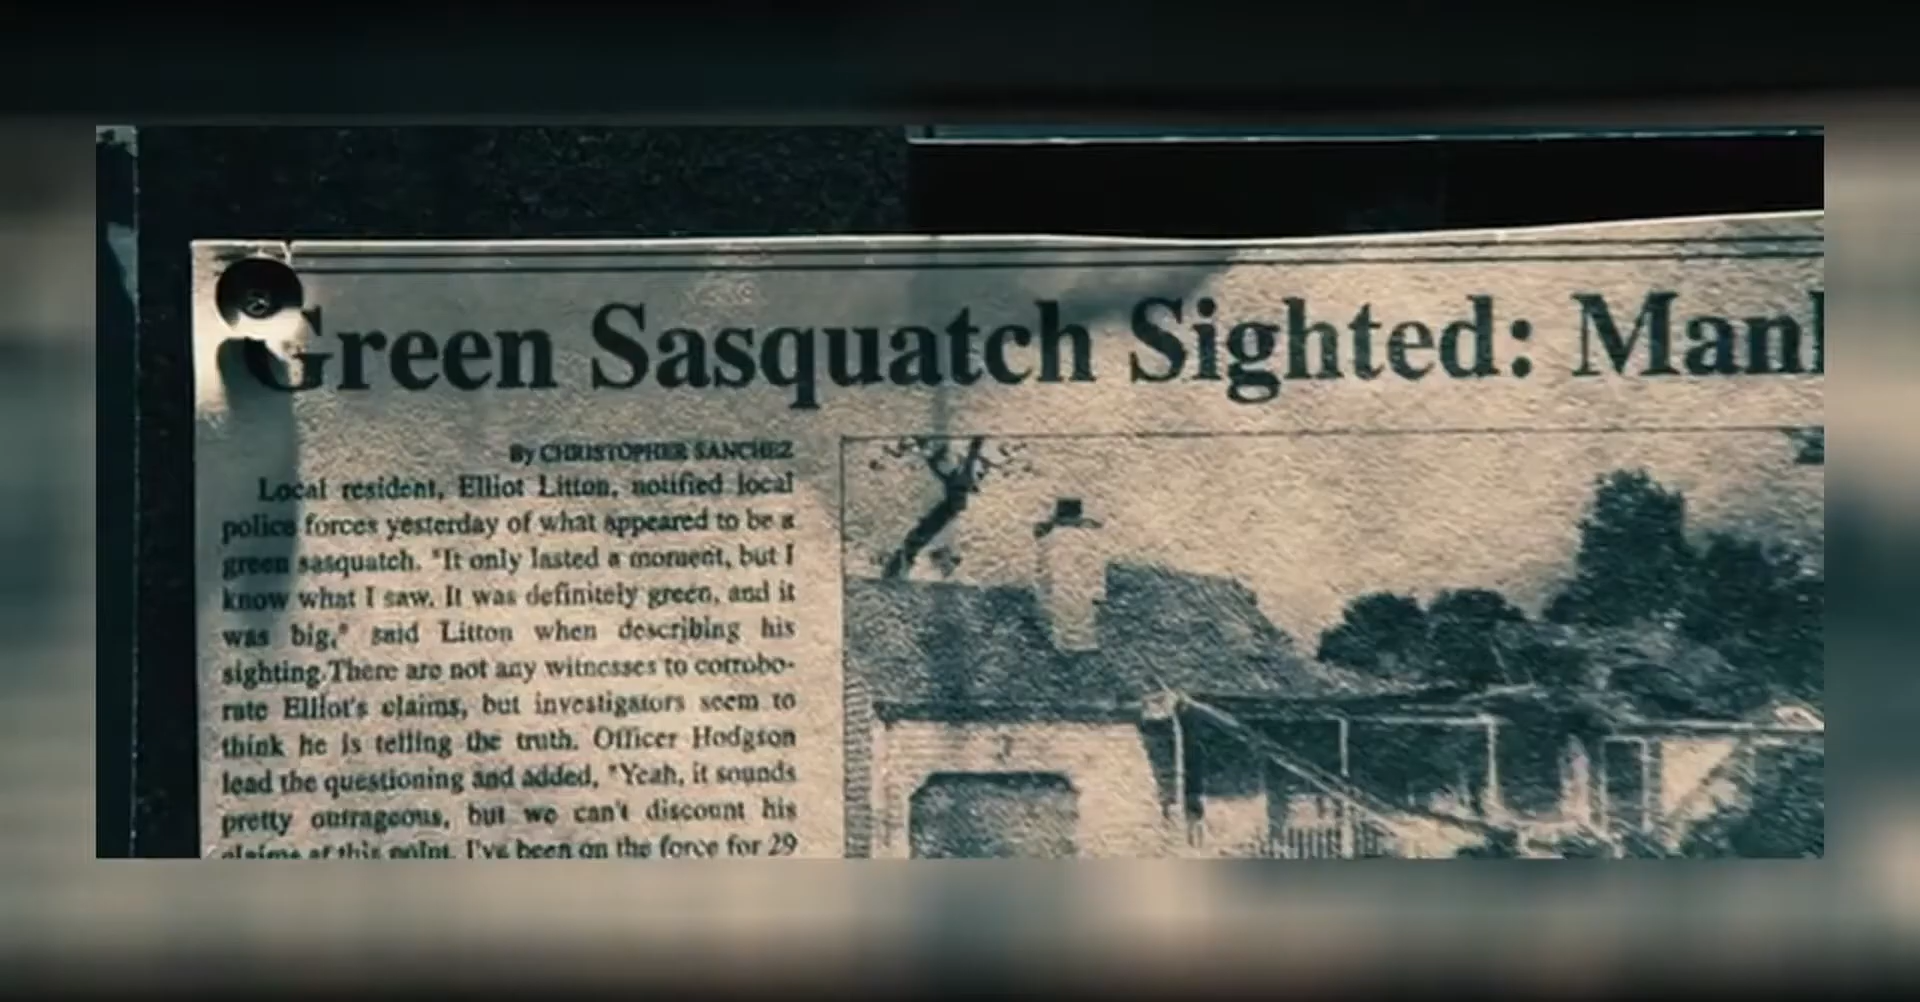 Green Sasquatch Sighted: Manh
By CHRISTOPHER SANCHEZ
Local resident, Elliot Litton, notified local
police forces yesterday of what appeared to be a
green sasquatch. "It only lasted a moment, but I
know what I saw. It was definitely green, and it
was big," said Litton when describing his
sighting.There are not any witnesses to corrobo-
rate Elliot's claims, but investigators seem to
think he is telling the truth. Officer Hodgson
lead the questioning and added, "Yeah, it sounds
pretty outrageous, but we can't discount his
claims at this point. I've been on the force for 29